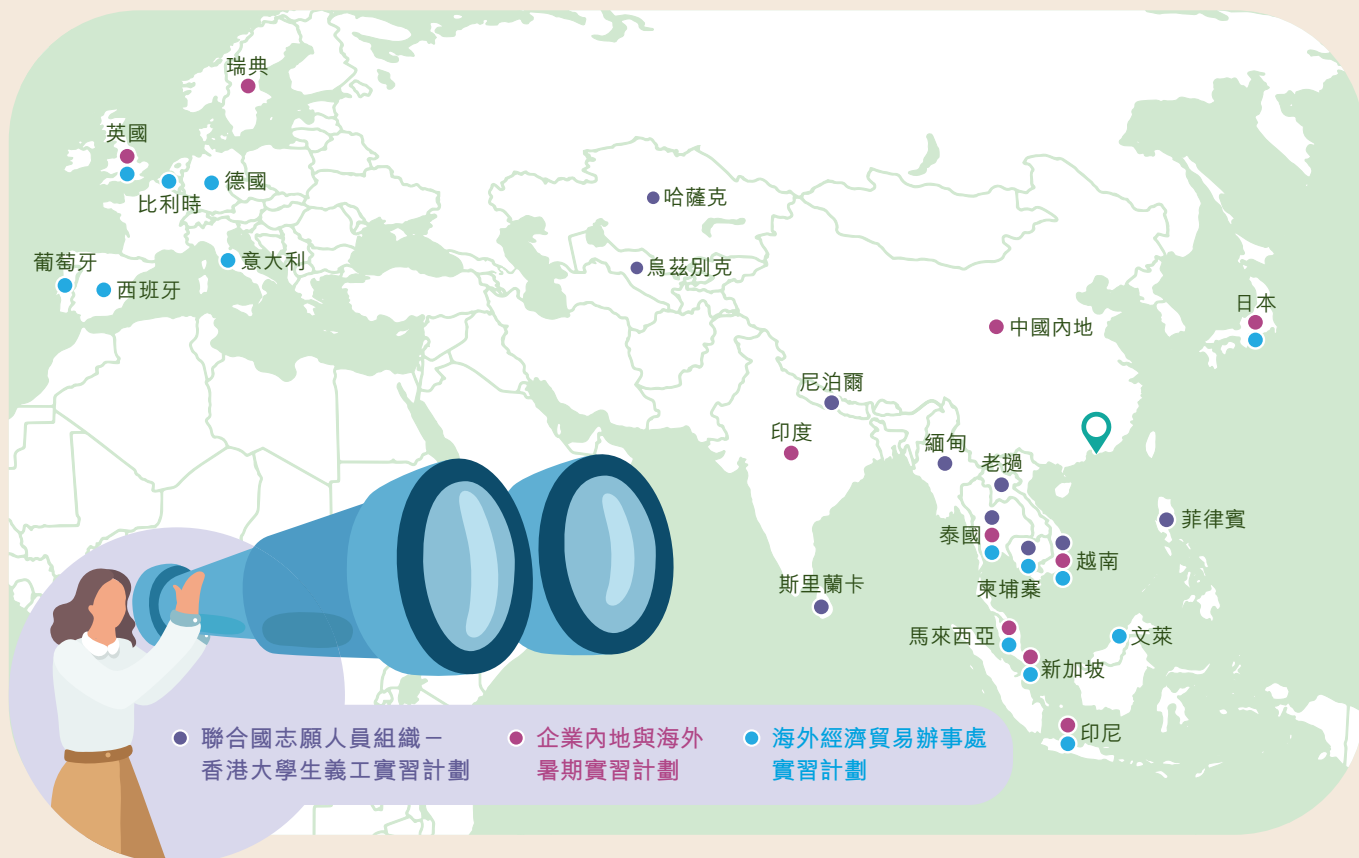 瑞典
英國
德國
比利時
哈薩克
葡萄牙
意大利
烏茲別克
西班牙
日本
中國內地
尼泊爾
印度
緬甸
老撾
菲律賓
泰國
越南
斯里蘭卡
柬埔寨
馬來西亞
文萊
新加坡
印尼
聯合國志願人員組織－
香港大學生義工實習計劃
企業內地與海外
暑期實習計劃
海外經濟貿易辦事處
實習計劃